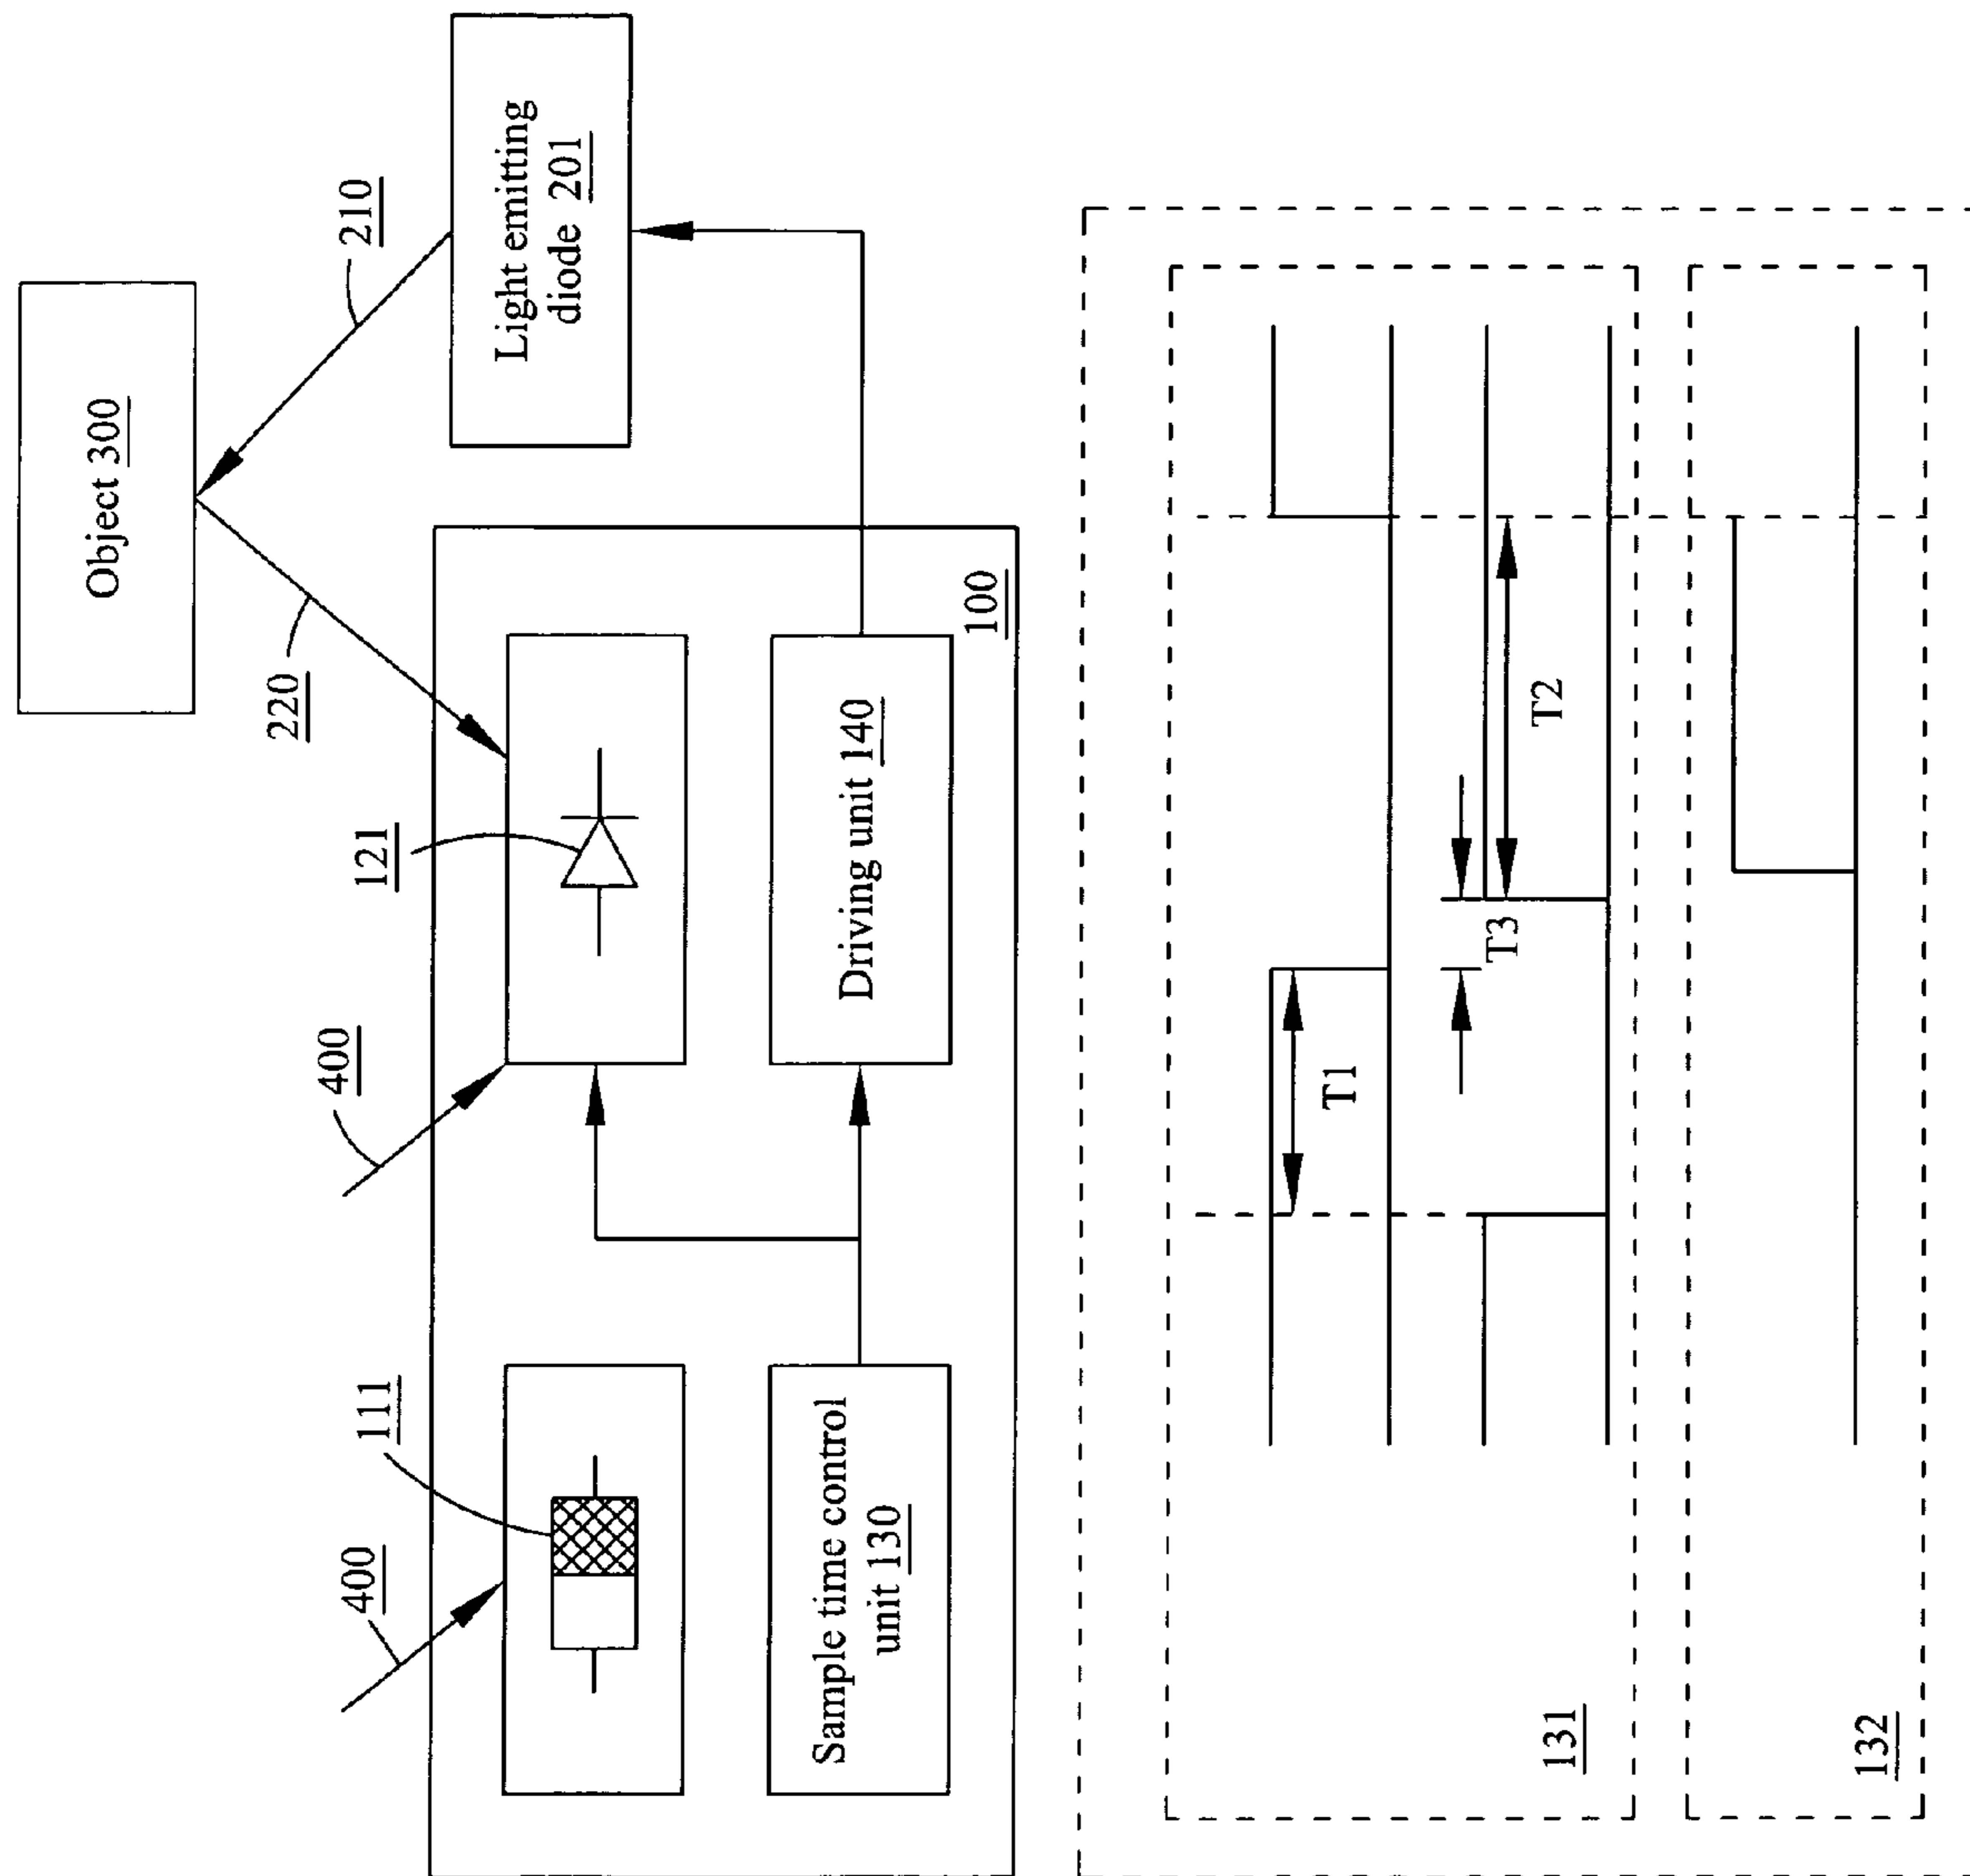 Object 300
210
220
Light emitting
diode 201
400
111
400
121
Sample time control
unit 130
Driving unit 140
100
T1
T3
T2
131
132